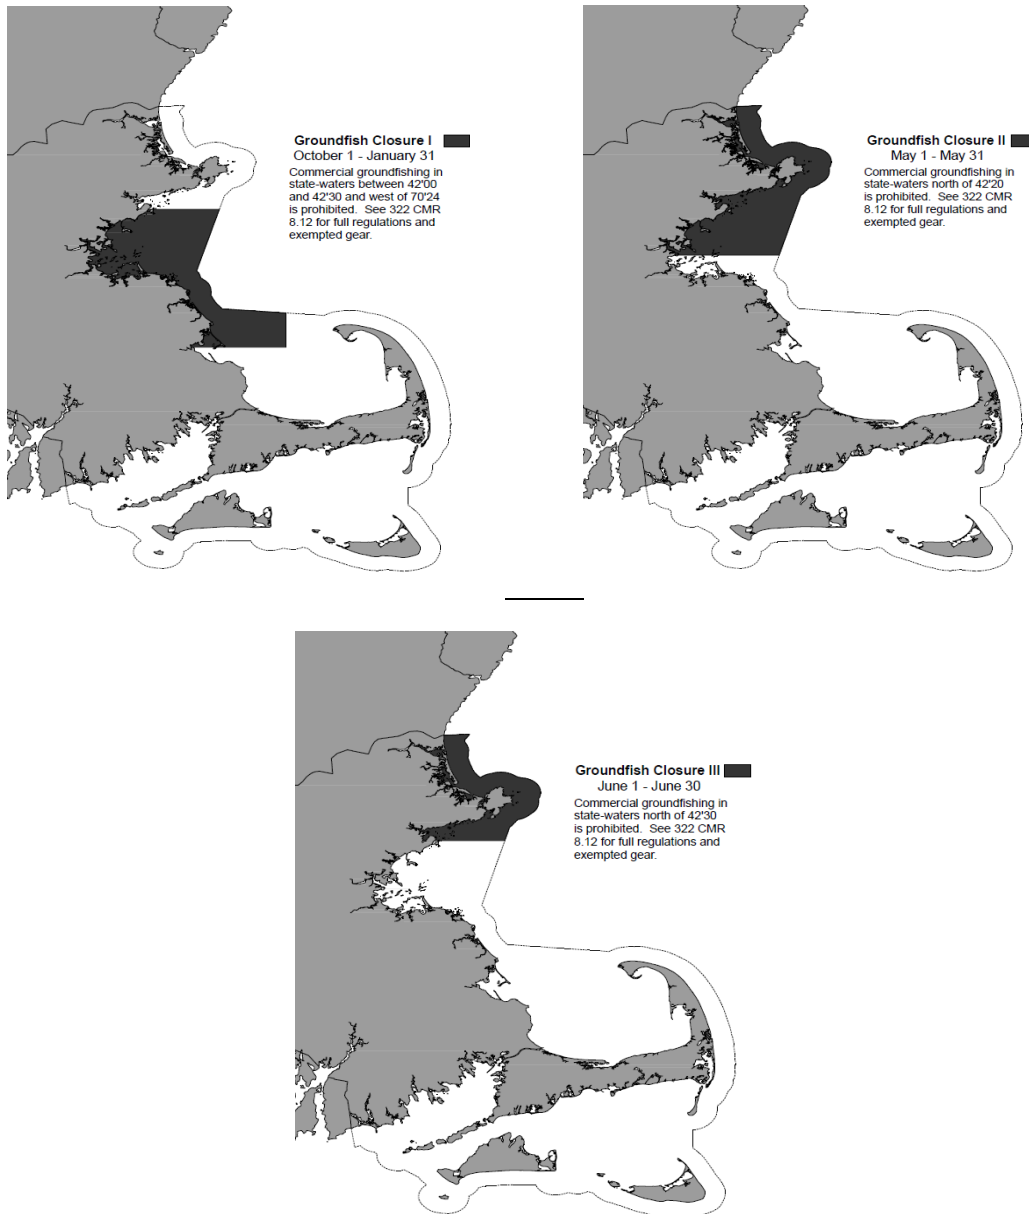 Groundfish Closure I
October 1 - January 31
Commercial groundfishing in
state-waters between 42'00
and 42'30 and west of 70'24
is prohibited. See 322 CMR
8.12 for full regulations and
exempted gear.
Groundfish Closure II
May 1 - May 31
Commercial groundfishing in
state-waters north of 42'20
is prohibited. See 322 CMR
8.12 for full regulations and
exempted gear.
Groundfish Closure III
June 1 - June 30
Commercial groundfishing in
state-waters north of 42'30
is prohibited. See 322 CMR
8.12 for full regulations and
exempted gear.